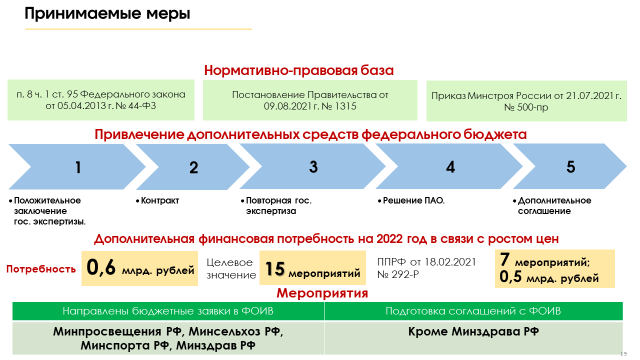 Принимаемые меры
Нормативно-правовая база
п. 8 ч. 1 ст. 95 Федерального закона
от 05.04.2013 г. № 44-ФЗ
Постановление Правительства от
09.08.2021 г. № 1315
Приказ Минстроя России от 21.07.2021 г.
№ 500-пр
Привлечение дополнительных средств федерального бюджета
1
2
3
4
5
• Положительное
заключение
гос. экспертизы.
• Контракт
• Повторная гос.
экспертиза
• Решение ПАО.
• Дополнительное
соглашение
Дополнительная финансовая потребность на 2022 год в связи с ростом цен
Потребность
0,6 млрд. рублей
Целевое
значение
15 мероприятий
ППРФ от 18.02.2021
№ 292-Р
7 мероприятий;
0,5 млрд. рублей
Мероприятия
Направлены бюджетные заявки в ФОИВ
Подготовка соглашений с ФОИВ
Минпросвещения РФ, Минсельхоз РФ,
Минспорта РФ, Минздрав РФ
Кроме Минздрава РФ